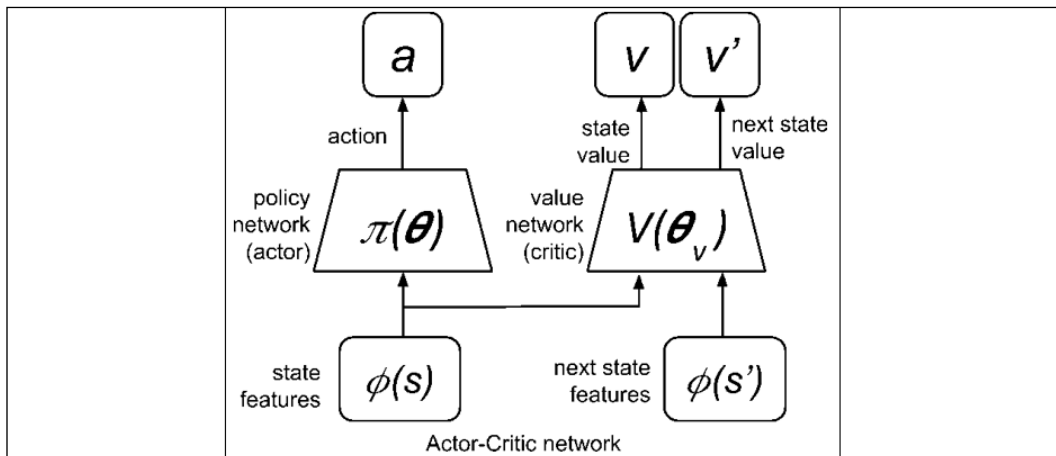 a
v
v'
action
state
value
next state
value
policy
network
(actor)
π(θ)
value
network
(critic)
V(θ_v)
state
features
ϕ(s)
next state
features
ϕ(s')
Actor-Critic network